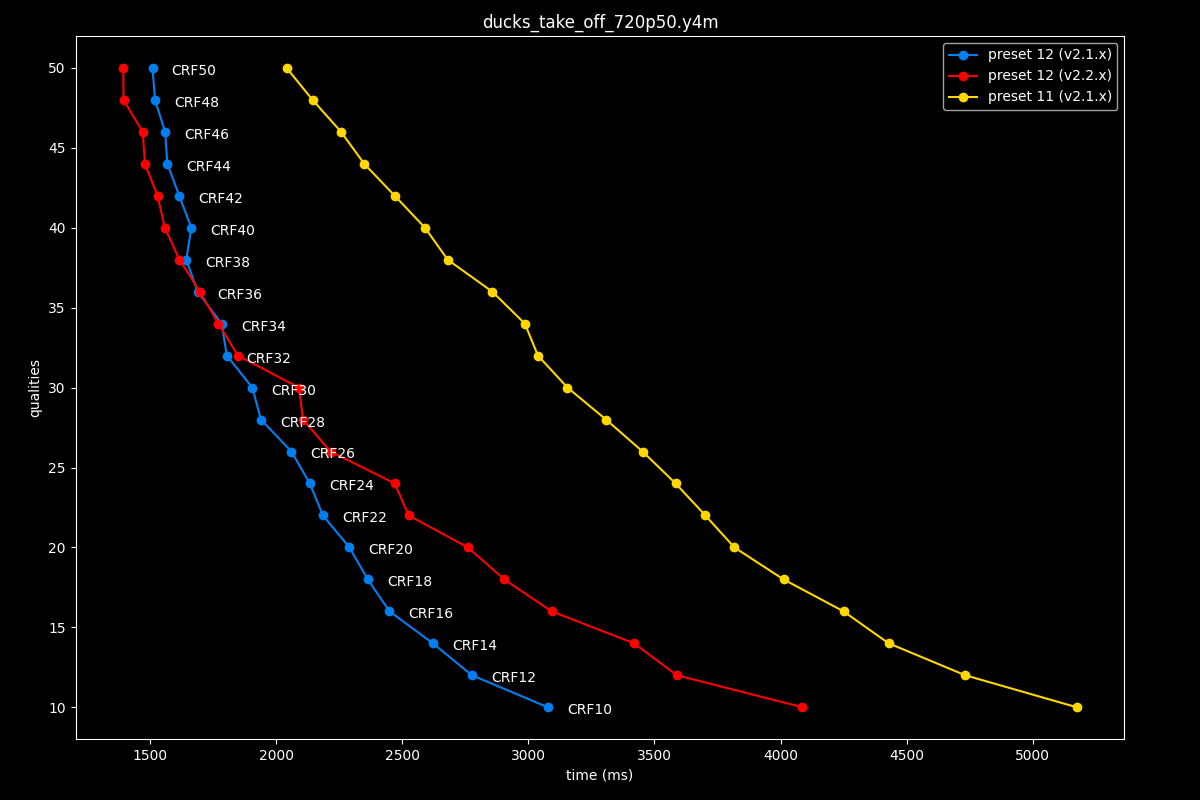 ducks_take_off_720p50.y4m
preset 12 (v2.1.x)
preset 12 (v2.2.x)
preset 11 (v2.1.x)
qualities
50
45
40
35
30
25
20
15
10
CRF50
CRF48
CRF46
CRF44
CRF42
CRF40
CRF38
CRF36
CRF34
CRF32
CRF30
CRF28
CRF26
CRF24
CRF22
CRF20
CRF18
CRF16
CRF14
CRF12
CRF10
1500 2000 2500 3000 3500 4000 4500 5000
time (ms)